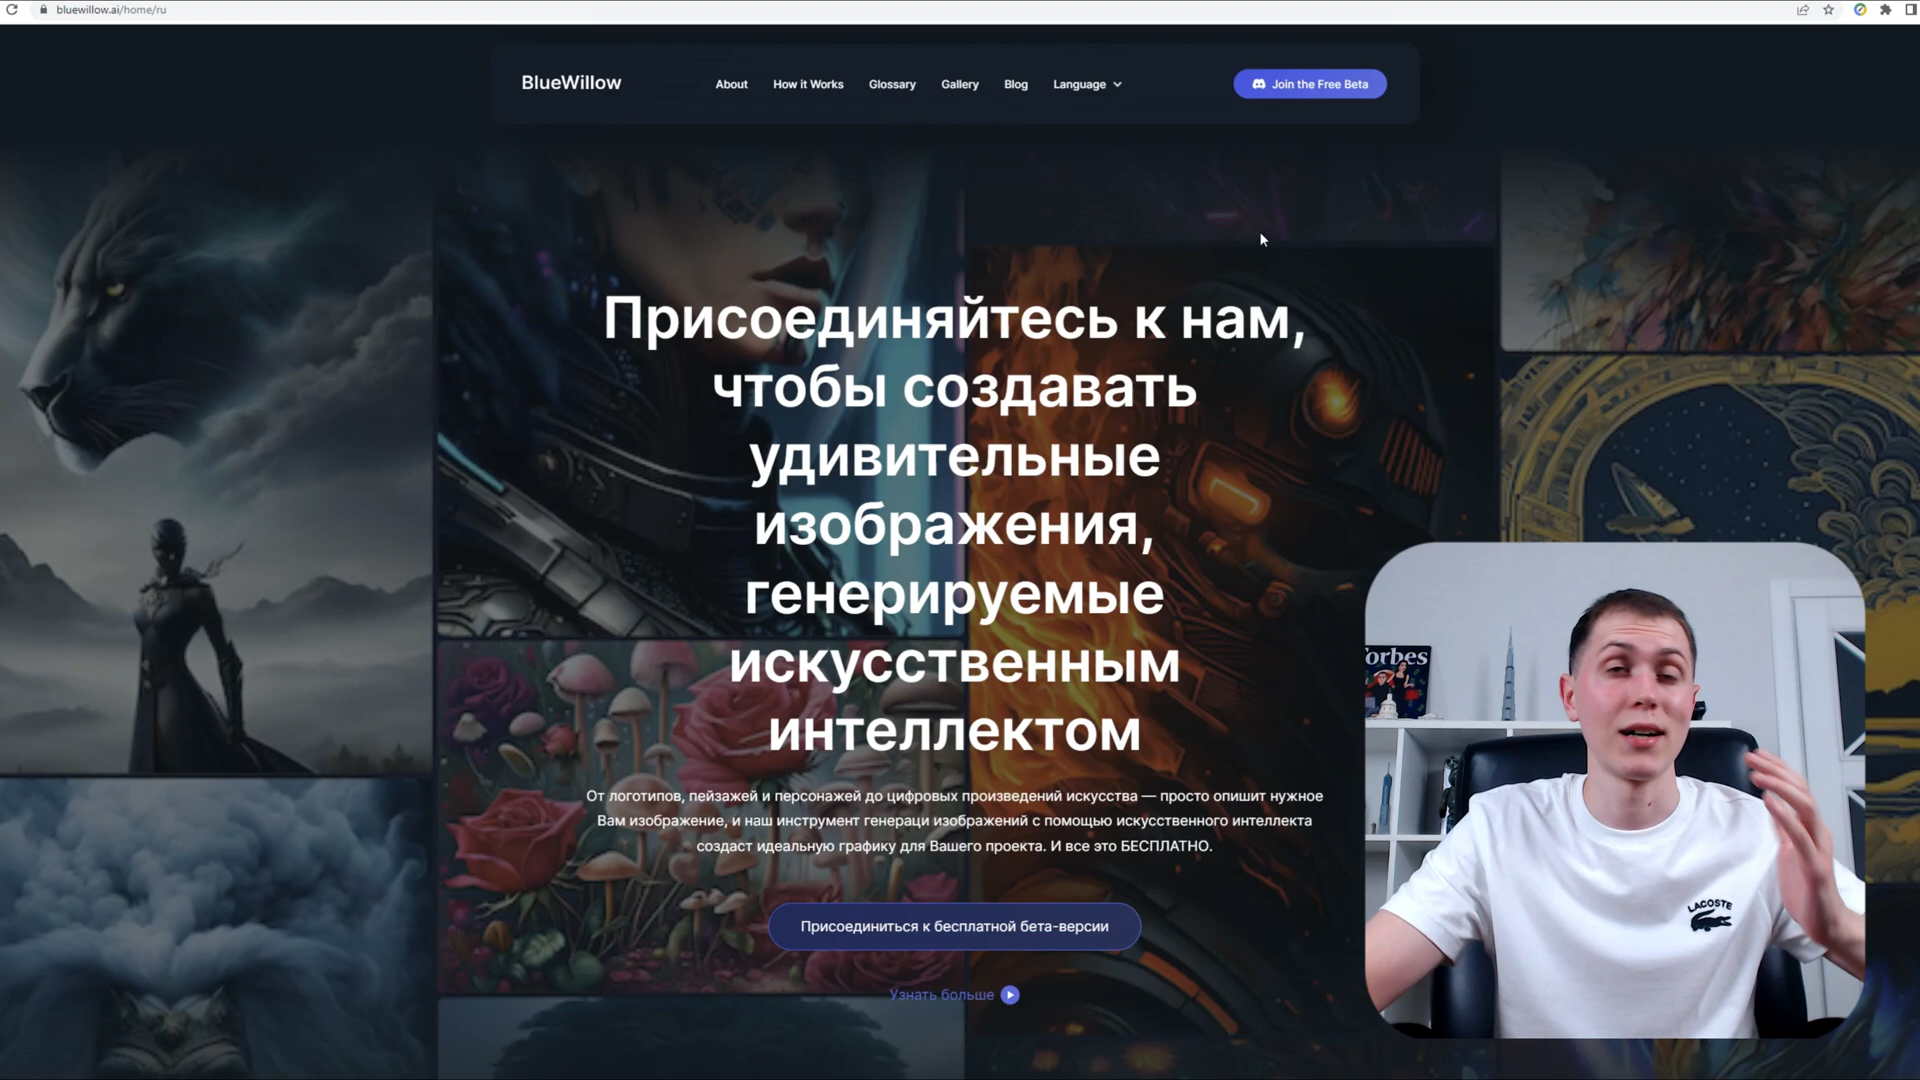 bluewillow.ai/home/ru
BlueWillow
About
How it Works
Glossary
Gallery
Blog
Language
Join the Free Beta
Присоединяйтесь к нам,
чтобы создавать
удивительные
изображения,
генерируемые
искусственным
интеллектом
От логотипов, пейзажей и персонажей до цифровых произведений искусства — просто опишит нужное
Вам изображение, и наш инструмент генераци изображений с помощью искусственного интеллекта
создаст идеальную графику для Вашего проекта. И все это БЕСПЛАТНО.
Присоединиться к бесплатной бета-версии
Узнать больше
orbes
LACOSTE